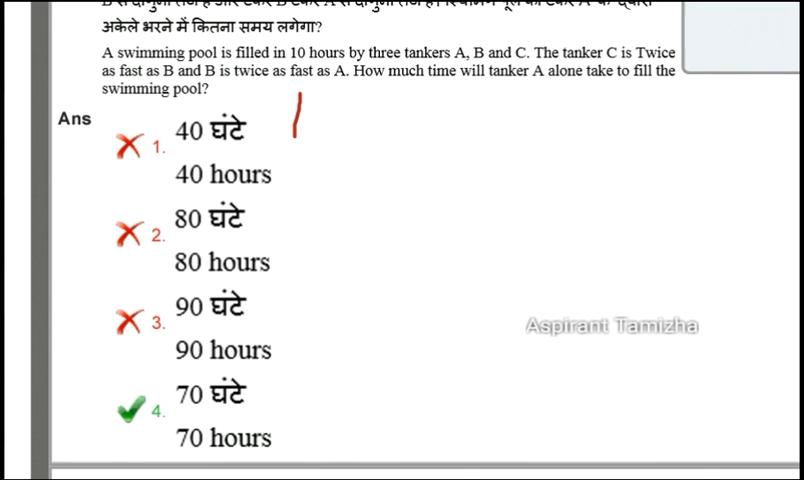 अकेले भरने में कितना समय लगेगा?
A swimming pool is filled in 10 hours by three tankers A, B and C. The tanker C is Twice
as fast as B and B is twice as fast as A. How much time will tanker A alone take to fill the
swimming pool?
Ans
1. 40 घंटे
40 hours
2. 80 घंटे
80 hours
3. 90 घंटे
90 hours
Aspirant Tamizha
4. 70 घंटे
70 hours